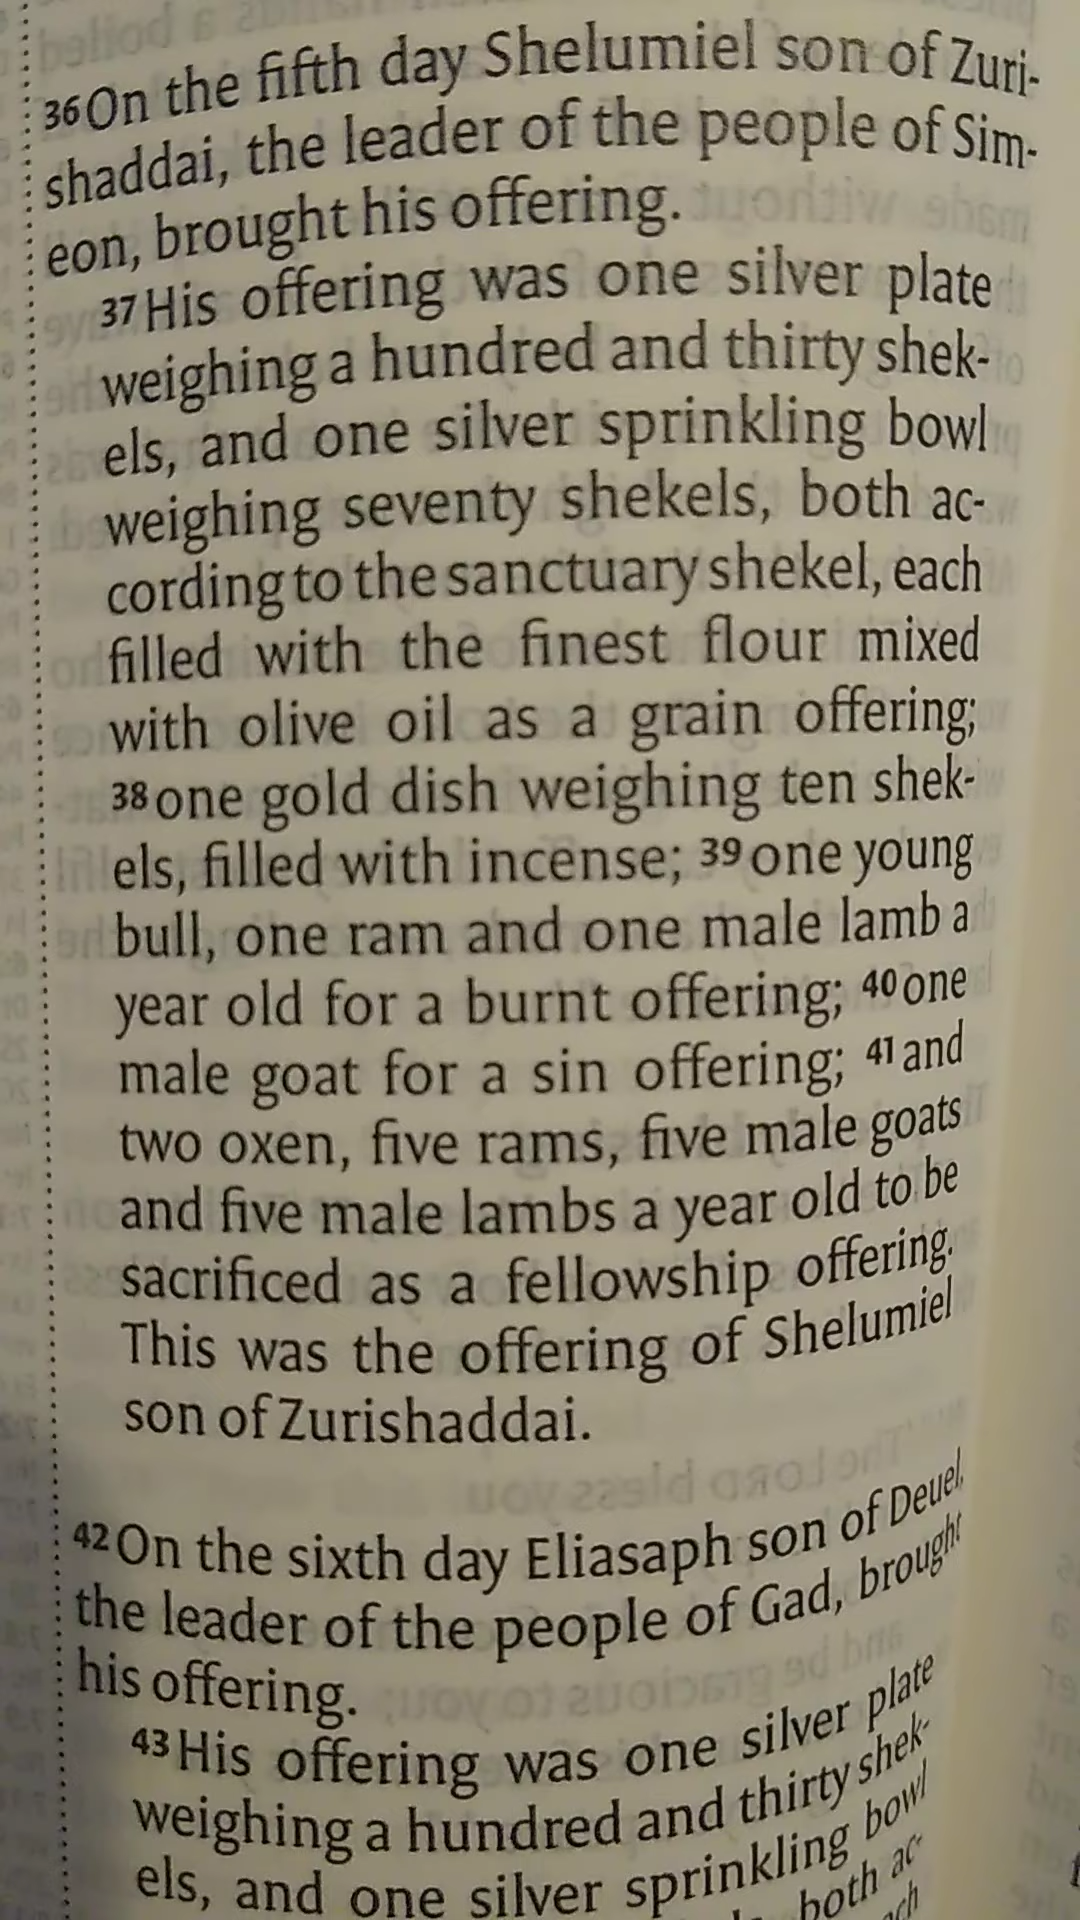 36On the fifth day Shelumiel son of Zuri-
shaddai, the leader of the people of Sim-
eon, brought his offering.
37His offering was one silver plate
weighing a hundred and thirty shek-
els, and one silver sprinkling bowl
weighing seventy shekels, both ac-
cording to the sanctuary shekel, each
filled with the finest flour mixed
with olive oil as a grain offering;
38one gold dish weighing ten shek-
els, filled with incense; 39one young
bull, one ram and one male lamb a
year old for a burnt offering; 40one
male goat for a sin offering; 41and
two oxen, five rams, five male goats
and five male lambs a year old to be
sacrificed as a fellowship offering.
This was the offering of Shelumiel
son of Zurishaddai.
42On the sixth day Eliasaph son of Deuel,
the leader of the people of Gad, brought
his offering.
43His offering was one silver plate
weighing a hundred and thirty shek-
els, and one silver sprinkling bowl
both ac-